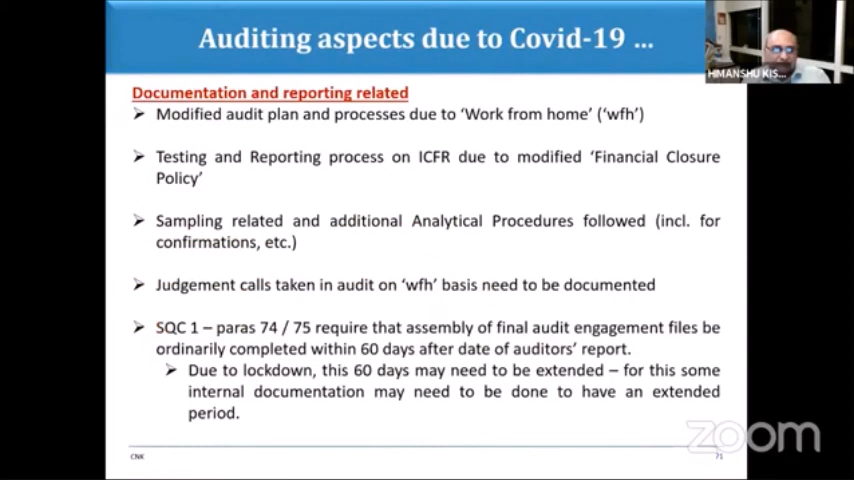 Auditing aspects due to Covid-19 ...
HIMANSHU KIS...
Documentation and reporting related
➢ Modified audit plan and processes due to 'Work from home' ('wfh')
➢ Testing and Reporting process on ICFR due to modified 'Financial Closure
Policy'
➢ Sampling related and additional Analytical Procedures followed (incl. for
confirmations, etc.)
➢ Judgement calls taken in audit on 'wfh' basis need to be documented
➢ SQC 1 – paras 74 / 75 require that assembly of final audit engagement files be
ordinarily completed within 60 days after date of auditors' report.
➢ Due to lockdown, this 60 days may need to be extended – for this some
internal documentation may need to be done to have an extended
period.
zoom
CNK
71